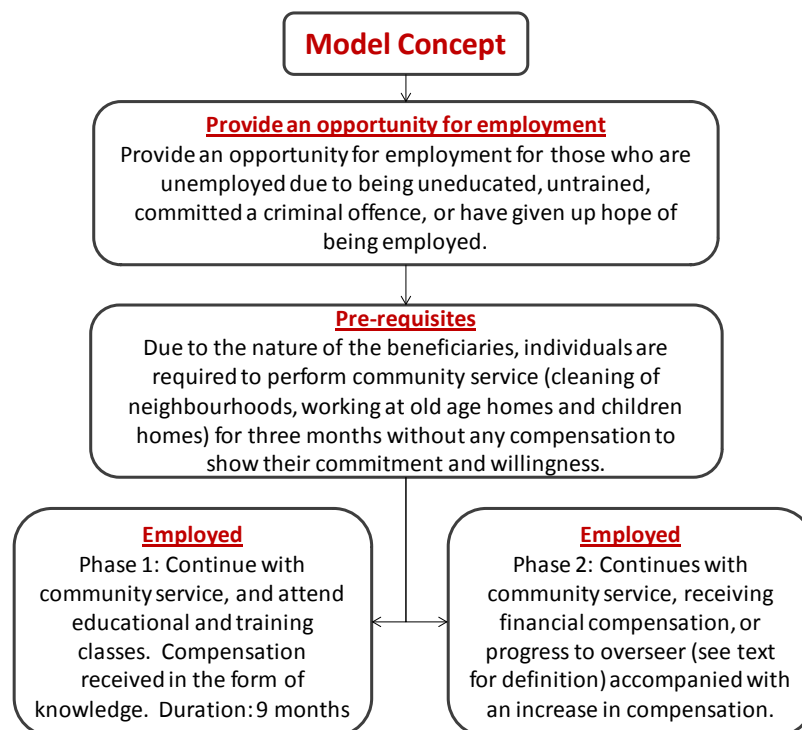 Model Concept
Provide an opportunity for employment
Provide an opportunity for employment for those who are
unemployed due to being uneducated, untrained,
committed a criminal offence, or have given up hope of
being employed.
Pre-requisites
Due to the nature of the beneficiaries, individuals are
required to perform community service (cleaning of
neighbourhoods, working at old age homes and children
homes) for three months without any compensation to
show their commitment and willingness.
Employed
Phase 1: Continue with
community service, and attend
educational and training
classes.  Compensation
received in the form of
knowledge.  Duration: 9 months
Employed
Phase 2: Continues with
community service, receiving
financial compensation, or
progress to overseer (see text
for definition) accompanied with
an increase in compensation.